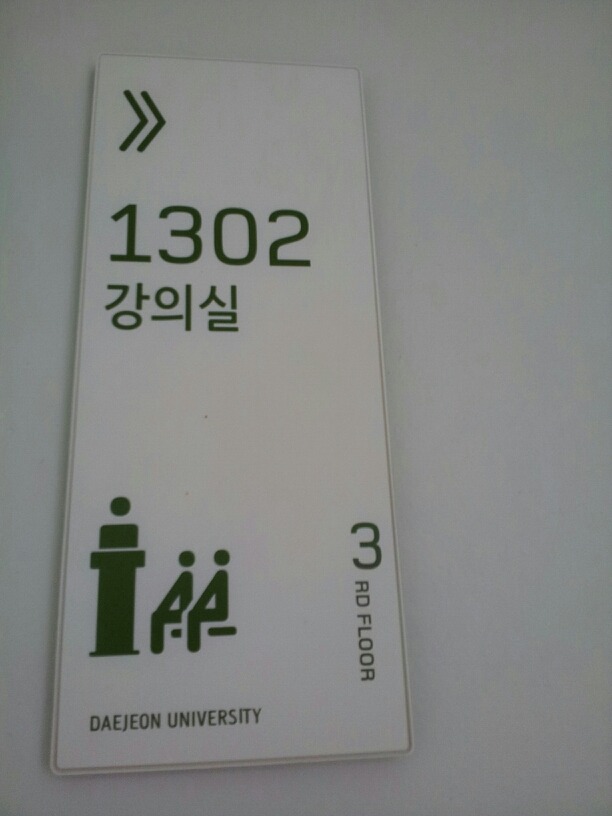 1302
강의실
3 RD FLOOR
DAEJEON UNIVERSITY